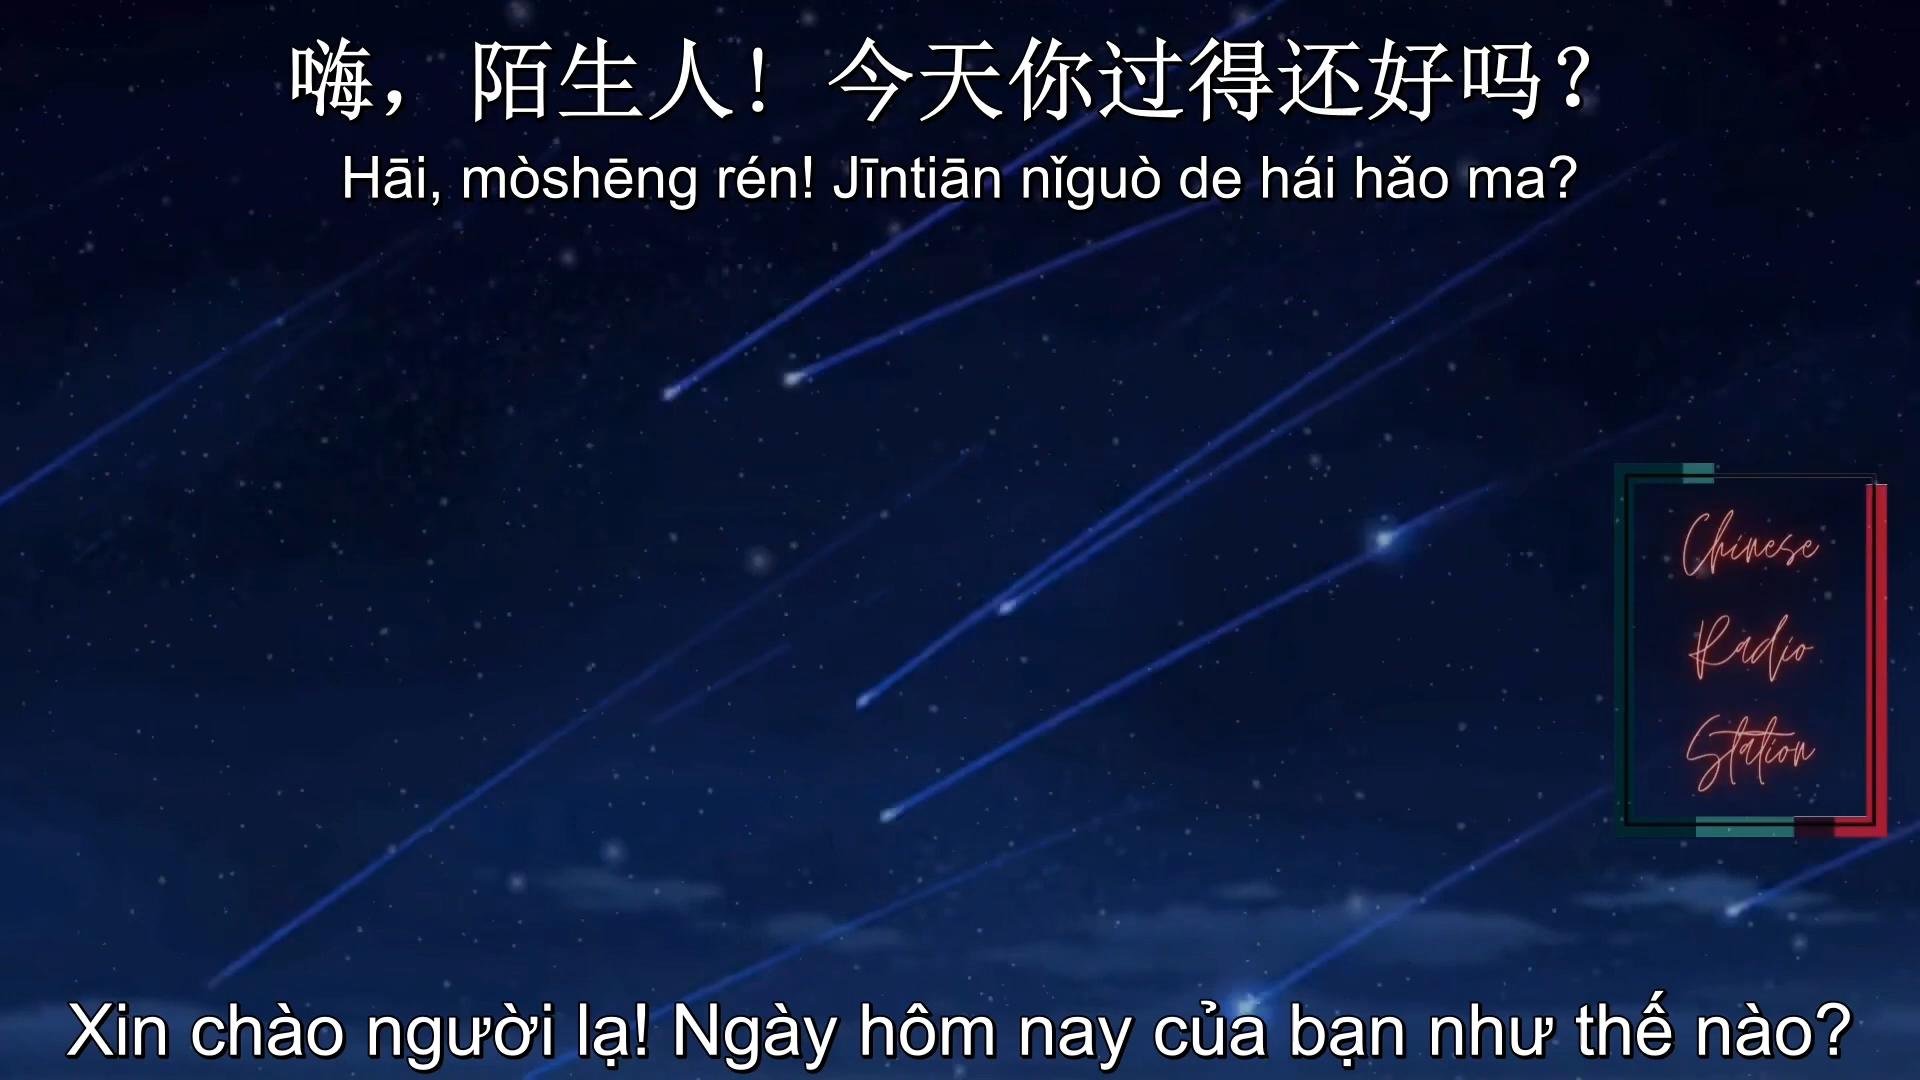 嗨，陌生人！今天你过得还好吗？
Hāi, mòshēng rén! Jīntiān nǐguò de hái hǎo ma?
Chinese
Radio
Station
Xin chào người lạ! Ngày hôm nay của bạn như thế nào?